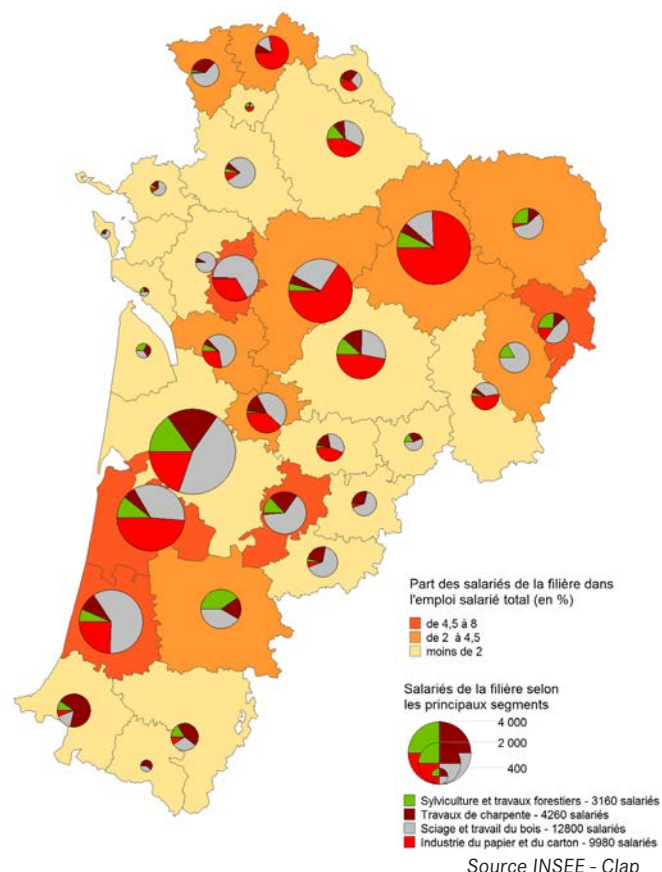 Part des salariés de la filière dans
l'emploi salarié total (en %)
de 4,5 à 8
de 2 à 4,5
moins de 2
Salariés de la filière selon
les principaux segments
4 000
2 000
400
Sylviculture et travaux forestiers - 3160 salariés
Travaux de charpente - 4260 salariés
Sciage et travail du bois - 12800 salariés
Industrie du papier et du carton - 9980 salariés
Source INSEE - Clap